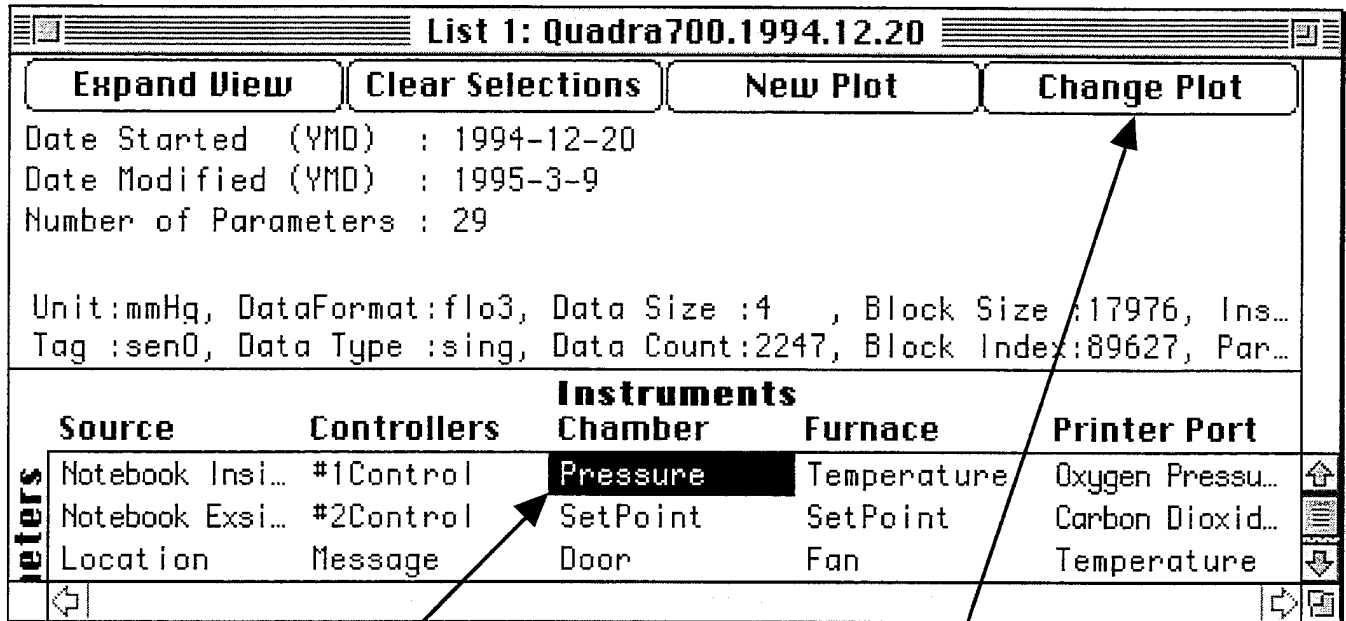 List 1: Quadra700.1994.12.20
Expand View Clear Selections New Plot Change Plot
Date Started (YMD) : 1994-12-20
Date Modified (YMD) : 1995-3-9
Number of Parameters : 29
Unit:mmHg, DataFormat:flo3, Data Size :4 , Block Size :17976, Ins…
Tag :sen0, Data Type :sing, Data Count:2247, Block Index:89627, Par…
Instruments
Source Controllers Chamber Furnace Printer Port
Notebook Insi… #1Control Pressure Temperature Oxygen Pressu…
Notebook Exsi… #2Control SetPoint SetPoint Carbon Dioxid…
Location Message Door Fan Temperature
meters